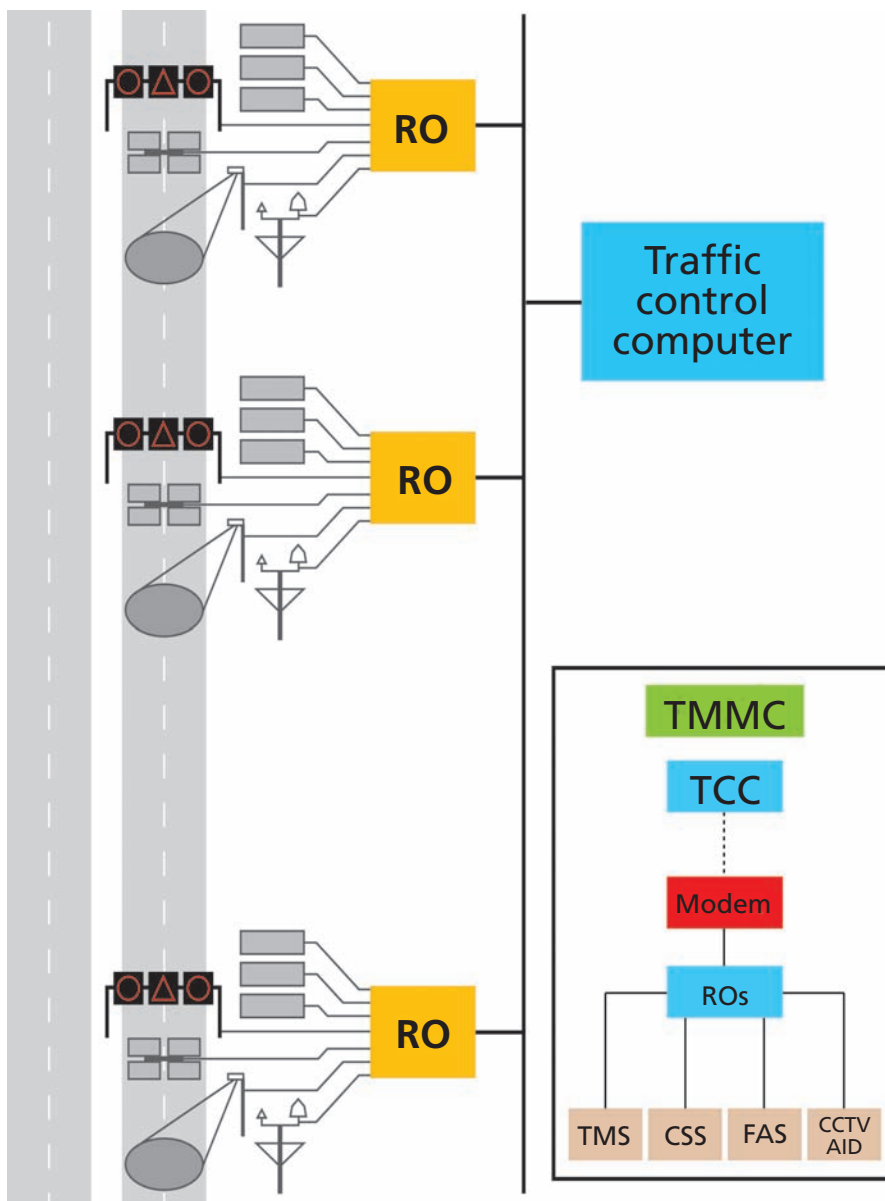 RO
Traffic
control
computer
RO
TMMC
TCC
Modem
ROs
TMS
CSS
FAS
CCTV
AID
RO